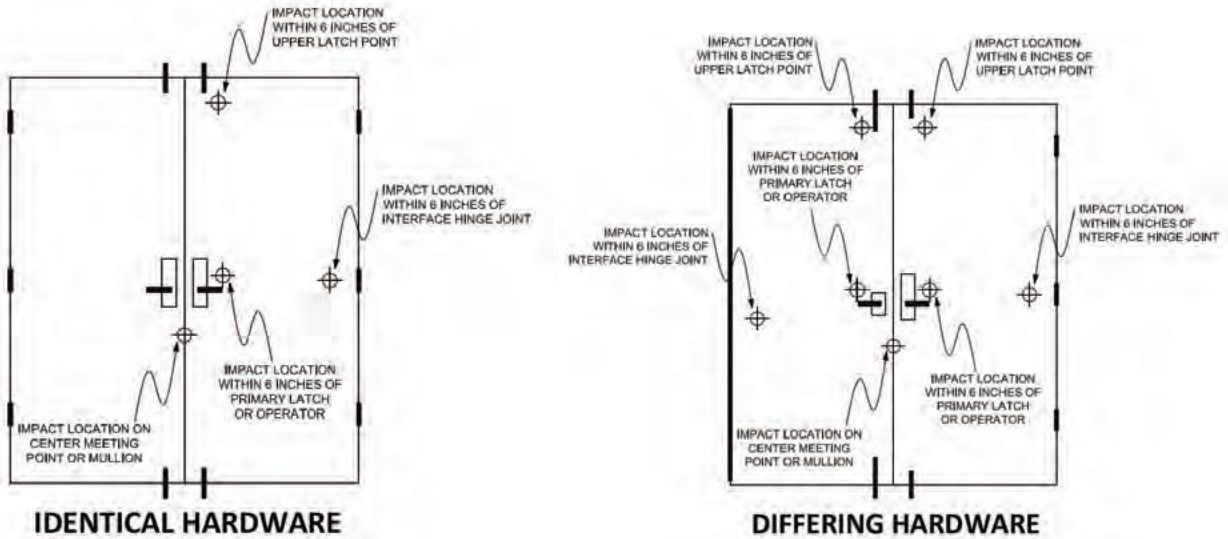 IMPACT LOCATION
WITHIN 6 INCHES OF
UPPER LATCH POINT
IMPACT LOCATION
WITHIN 6 INCHES OF
INTERFACE HINGE JOINT
IMPACT LOCATION
WITHIN 6 INCHES OF
PRIMARY LATCH
OR OPERATOR
IMPACT LOCATION ON
CENTER MEETING
POINT OR MULLION
IDENTICAL HARDWARE
IMPACT LOCATION
WITHIN 6 INCHES OF
UPPER LATCH POINT
IMPACT LOCATION
WITHIN 6 INCHES OF
UPPER LATCH POINT
IMPACT LOCATION
WITHIN 6 INCHES OF
PRIMARY LATCH
OR OPERATOR
IMPACT LOCATION
WITHIN 6 INCHES OF
INTERFACE HINGE JOINT
IMPACT LOCATION
WITHIN 6 INCHES OF
INTERFACE HINGE JOINT
IMPACT LOCATION
WITHIN 6 INCHES OF
PRIMARY LATCH
OR OPERATOR
IMPACT LOCATION ON
CENTER MEETING
POINT OR MULLION
DIFFERING HARDWARE